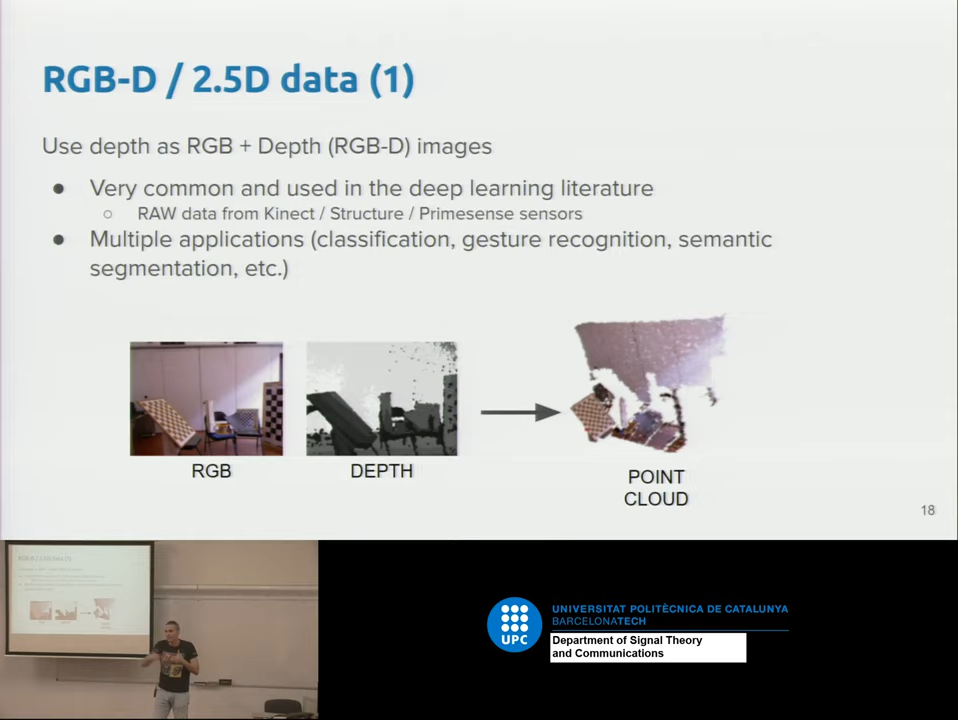 RGB-D / 2.5D data (1)
Use depth as RGB + Depth (RGB-D) images
● Very common and used in the deep learning literature
○ RAW data from Kinect / Structure / Primesense sensors
● Multiple applications (classification, gesture recognition, semantic
segmentation, etc.)
RGB
DEPTH
POINT
CLOUD
18
UPC
UNIVERSITAT POLITÈCNICA DE CATALUNYA
BARCELONATECH
Department of Signal Theory
and Communications